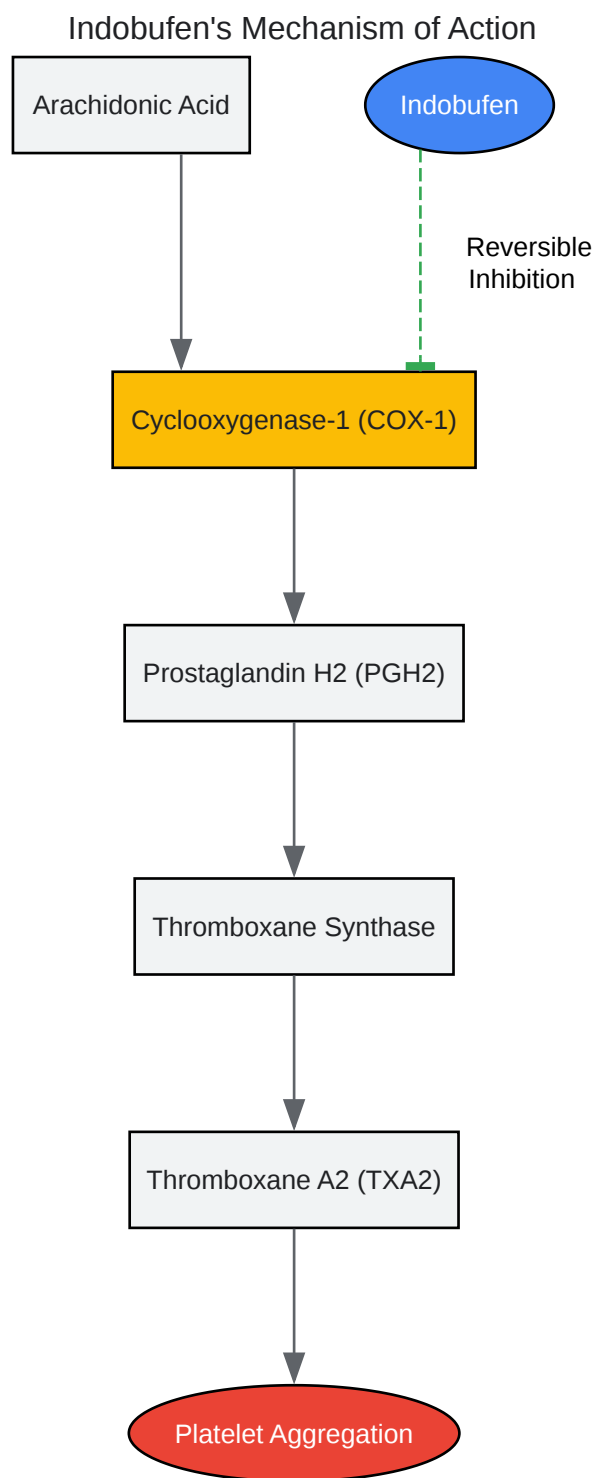 Indobufen's Mechanism of Action
Arachidonic Acid
Indobufen
Reversible
Inhibition
Cyclooxygenase-1 (COX-1)
Prostaglandin H2 (PGH2)
Thromboxane Synthase
Thromboxane A2 (TXA2)
Platelet Aggregation